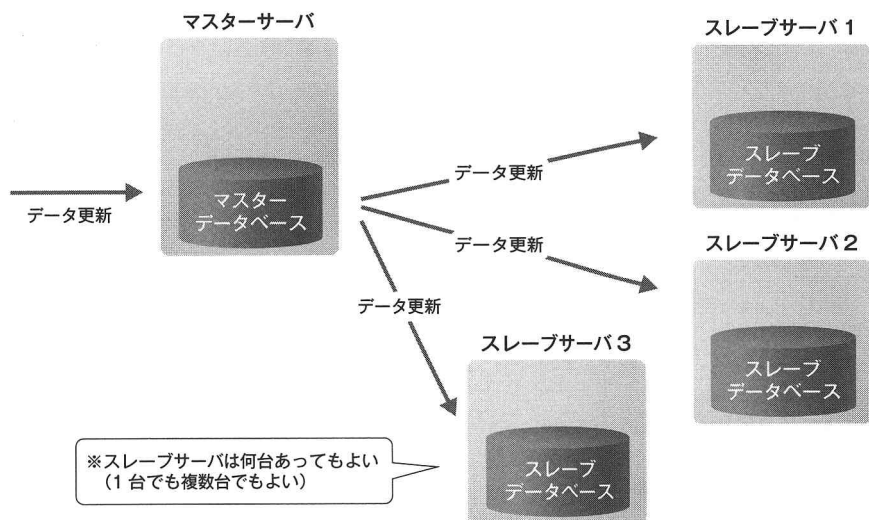 マスターサーバ
スレーブサーバ 1
データ更新
マスター
データベース
データ更新
スレーブ
データベース
データ更新
スレーブサーバ 2
データ更新
スレーブ
データベース
スレーブサーバ 3
※スレーブサーバは何台あってもよい
（1 台でも複数台でもよい）
スレーブ
データベース